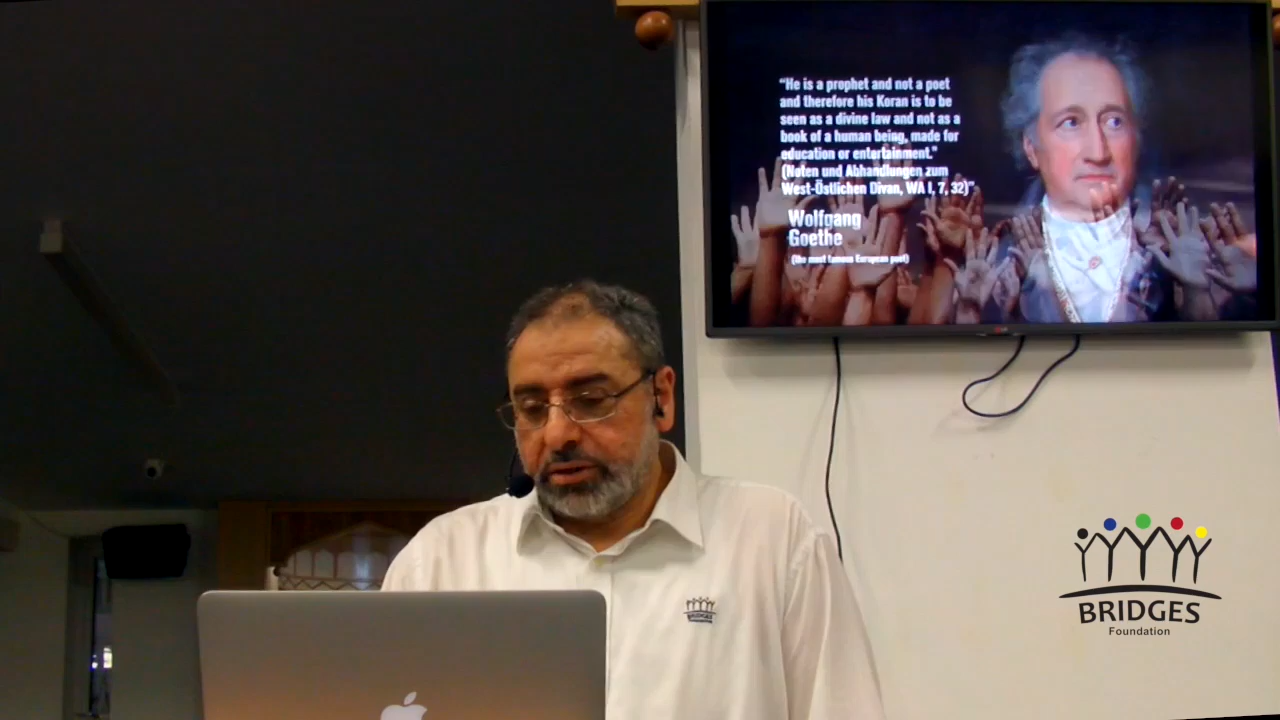 “He is a prophet and not a poet
and therefore his Koran is to be
seen as a divine law and not as a
book of a human being, made for
education or entertainment.”
(Noten und Abhandlungen zum
West-Östlichen Divan, WA I, 7, 32)”
Wolfgang
Goethe
(the most famous European poet)
BRIDGES
Foundation
BRIDGES